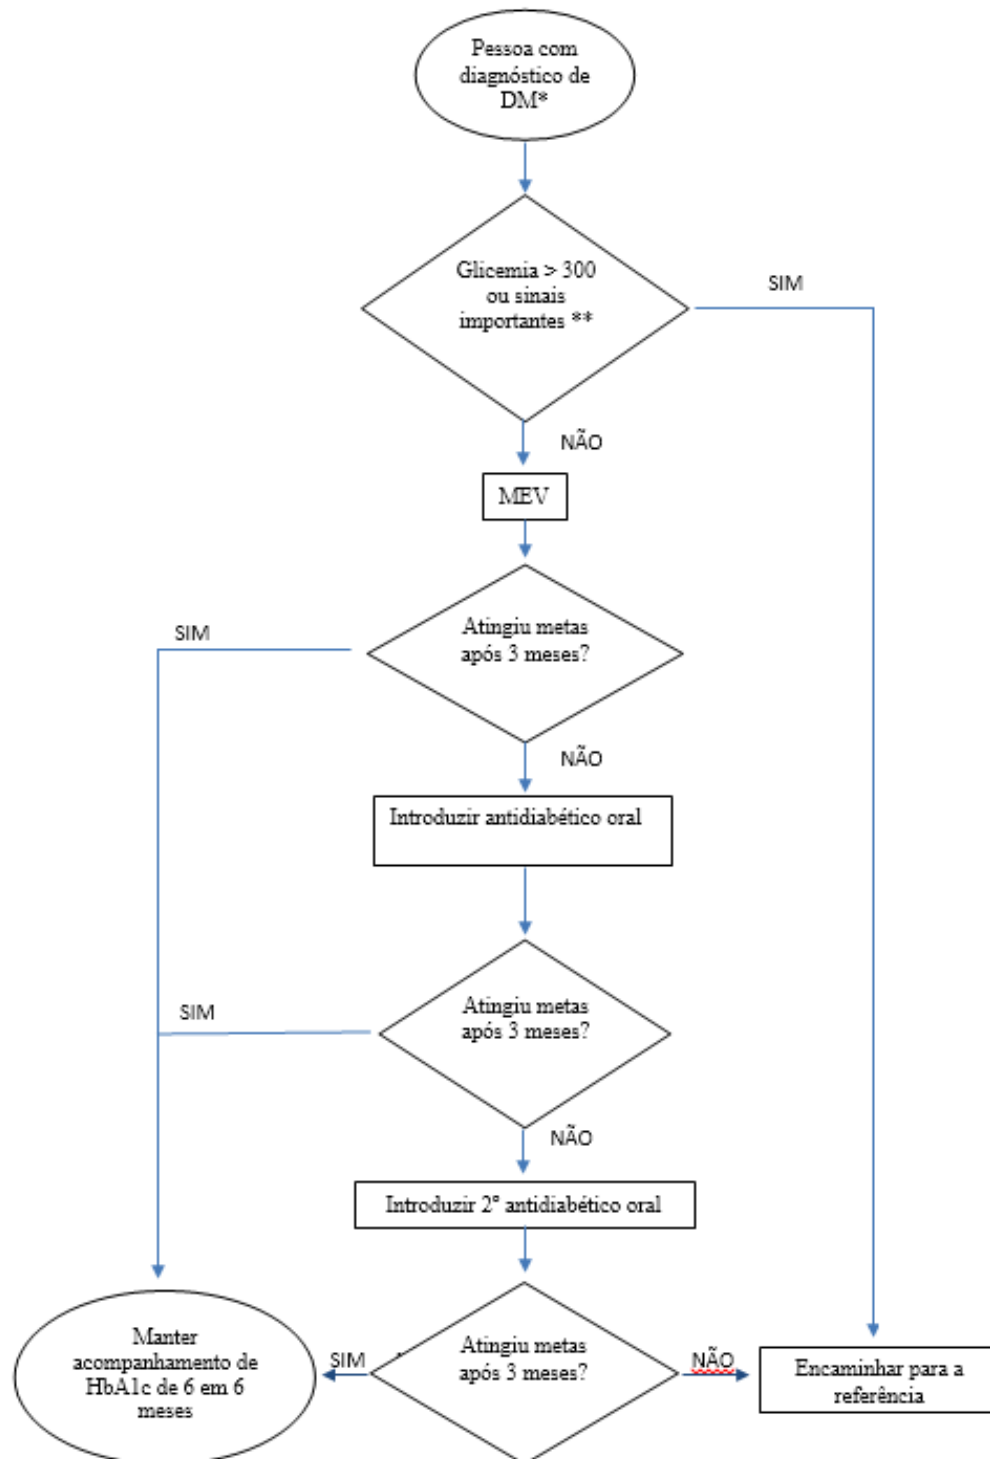 Pessoa com
diagnóstico de
DM*
Glicemia > 300
ou sinais
importantes **
SIM
NÃO
MEV
Atingiu metas
após 3 meses?
SIM
NÃO
Introduzir antidiabético oral
Atingiu metas
após 3 meses?
SIM
NÃO
Introduzir 2º antidiabético oral
Atingiu metas
após 3 meses?
SIM
NÃO
Manter
acompanhamento de
HbA1c de 6 em 6
meses
Encaminhar para a
referência